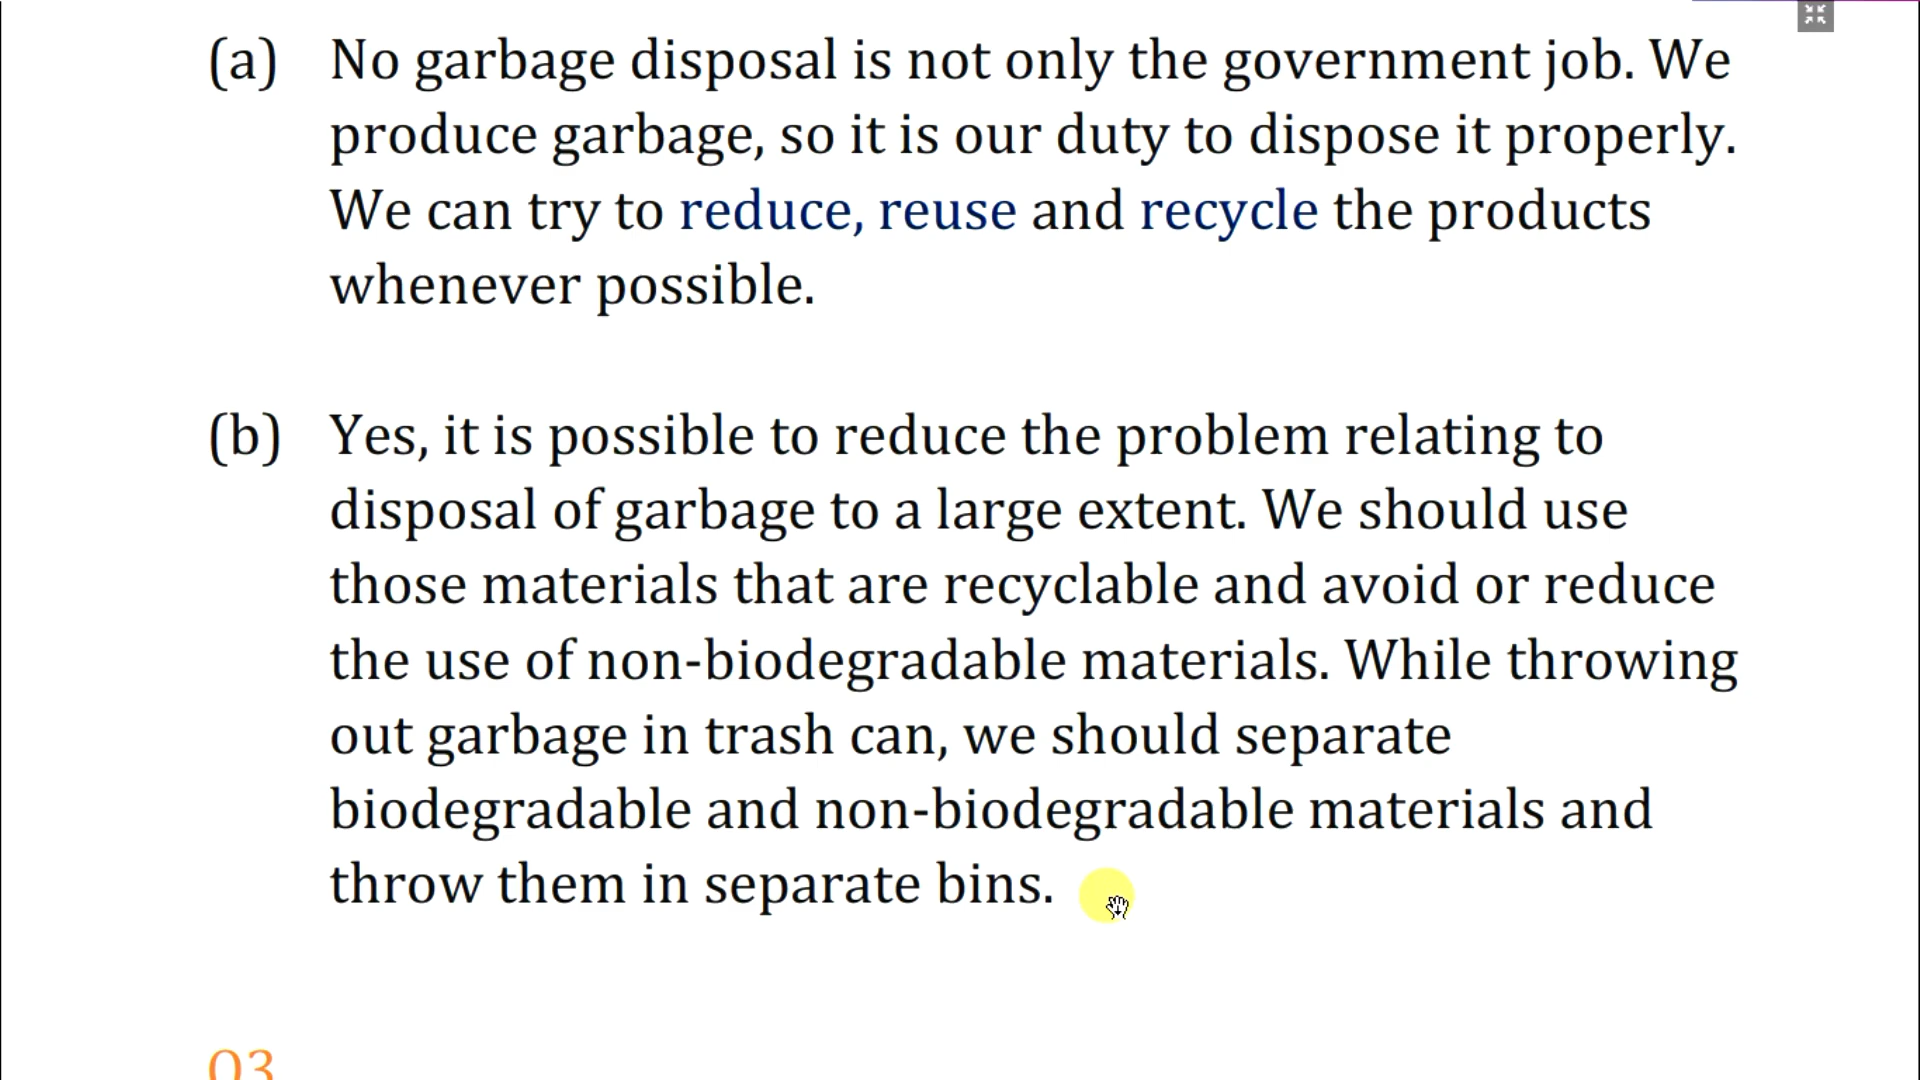 (a) No garbage disposal is not only the government job. We
produce garbage, so it is our duty to dispose it properly.
We can try to reduce, reuse and recycle the products
whenever possible.
(b) Yes, it is possible to reduce the problem relating to
disposal of garbage to a large extent. We should use
those materials that are recyclable and avoid or reduce
the use of non-biodegradable materials. While throwing
out garbage in trash can, we should separate
biodegradable and non-biodegradable materials and
throw them in separate bins.
Q3